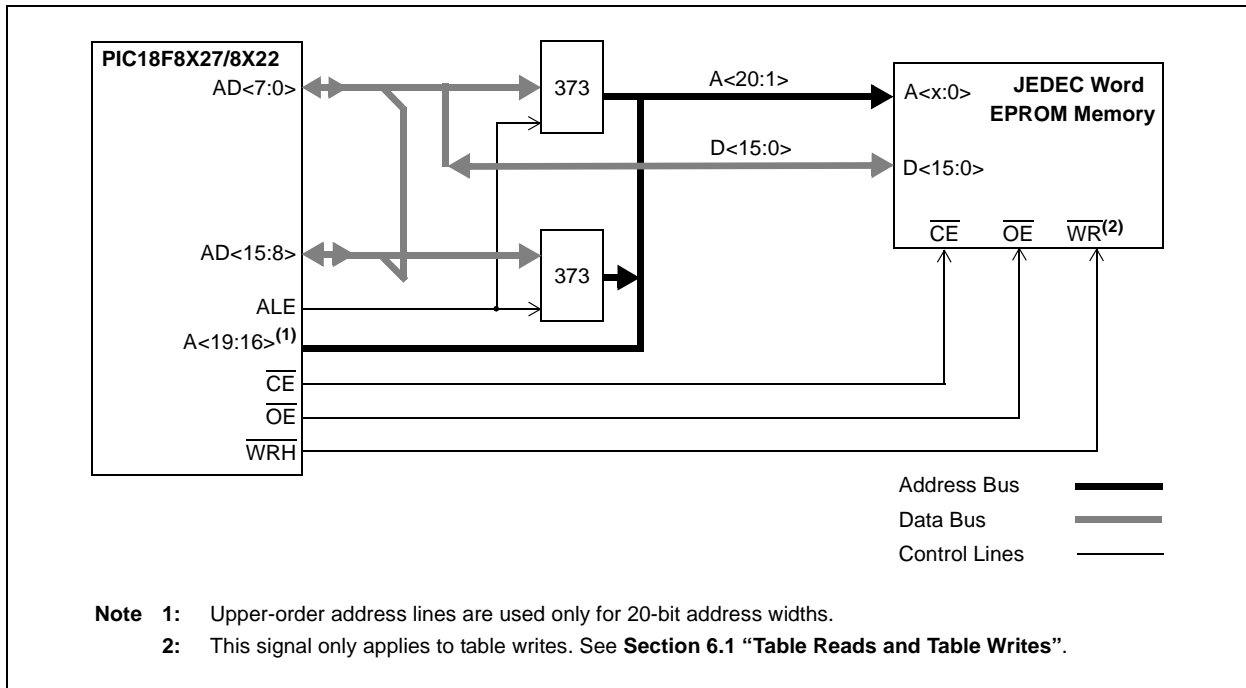 PIC18F8X27/8X22
AD<7:0>
373
A<20:1>
A<x:0>
JEDEC Word
EPROM Memory
D<15:0>
D<15:0>
CE
OE
WR(2)
AD<15:8>
373
ALE
A<19:16>(1)
CE
OE
WRH
Address Bus
Data Bus
Control Lines
Note 1: Upper-order address lines are used only for 20-bit address widths.
2: This signal only applies to table writes. See Section 6.1 “Table Reads and Table Writes”.